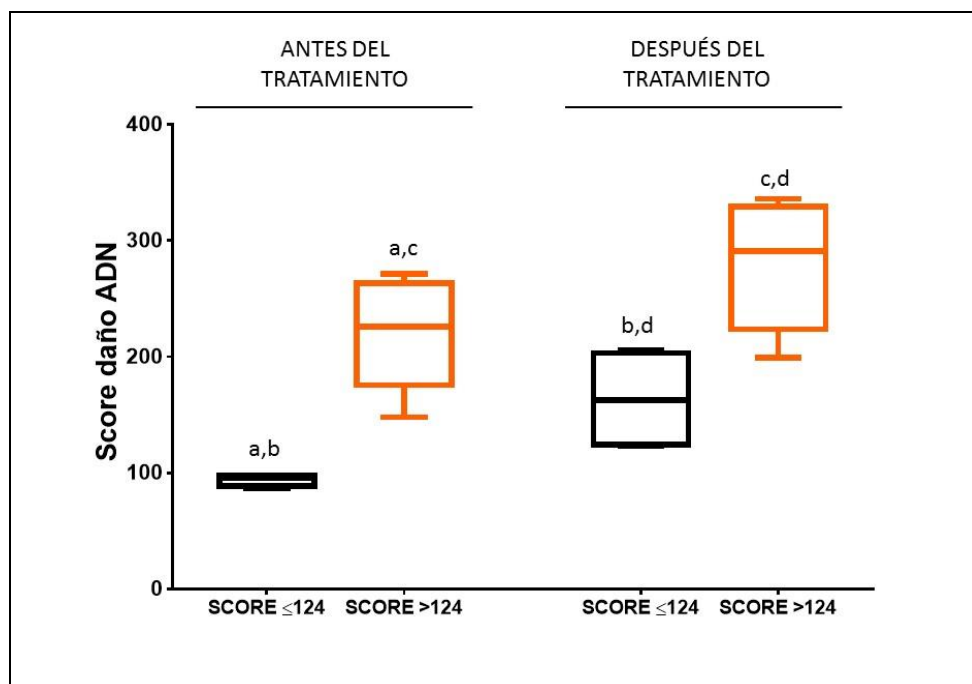 ANTES DEL
TRATAMIENTO
DESPUÉS DEL
TRATAMIENTO
Score daño ADN
400
300
200
100
0
a,b
a,c
b,d
c,d
SCORE ≤124
SCORE >124
SCORE ≤124
SCORE >124